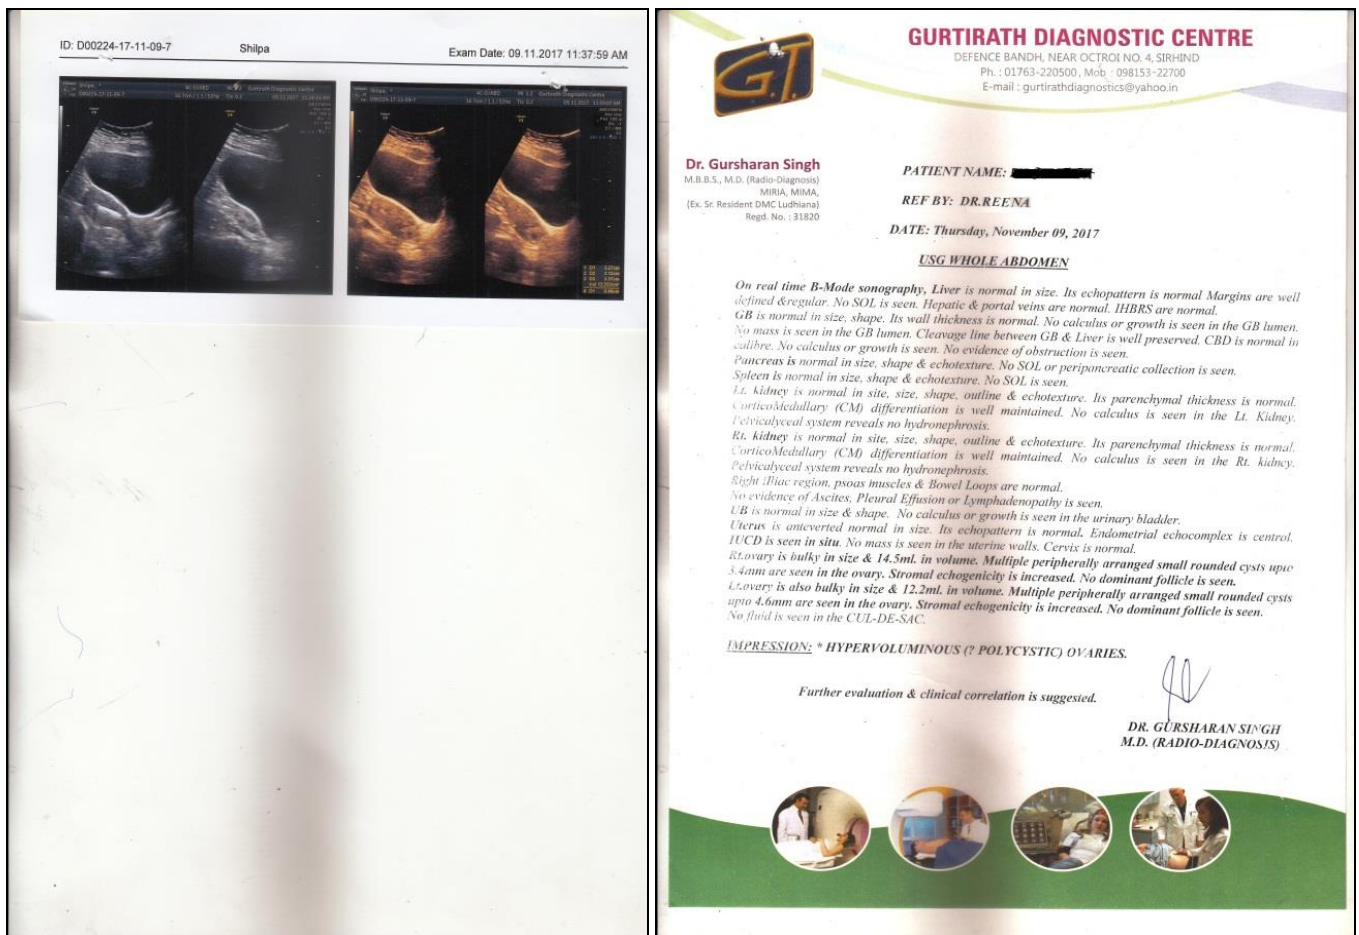 ID: D00224-17-11-09-7
Shilpa
Exam Date: 09.11.2017 11:37:59 AM
G.T.
GURTIRATH DIAGNOSTIC CENTRE
DEFENCE BANDH, NEAR OCTROI NO. 4, SIRHIND
Ph. : 01763-220500, Mob : 098153-22700
E-mail : gurtirathdiagnostics@yahoo.in
Dr. Gursharan Singh
M.B.B.S., M.D. (Radio-Diagnosis)
MIRIA, MIMA,
(Ex. Sr. Resident DMC Ludhiana)
Regd. No. : 31820
PATIENT NAME:
REF BY: DR.REENA
DATE: Thursday, November 09, 2017
USG WHOLE ABDOMEN
On real time B-Mode sonography, Liver is normal in size. Its echopattern is normal Margins are well
defined &regular. No SOL is seen. Hepatic & portal veins are normal. IHBRS are normal.
GB is normal in size, shape. Its wall thickness is normal. No calculus or growth is seen in the GB lumen.
No mass is seen in the GB lumen. Cleavage line between GB & Liver is well preserved. CBD is normal in
calibre. No calculus or growth is seen. No evidence of obstruction is seen.
Pancreas is normal in size, shape & echotexture. No SOL or peripancreatic collection is seen.
Spleen is normal in size, shape & echotexture. No SOL is seen.
Lt. kidney is normal in site, size, shape, outline & echotexture. Its parenchymal thickness is normal.
CorticoMedullary (CM) differentiation is well maintained. No calculus is seen in the Lt. Kidney.
Pelvicalyceal system reveals no hydronephrosis.
Rt. kidney is normal in site, size, shape, outline & echotexture. Its parenchymal thickness is normal.
CorticoMedullary (CM) differentiation is well maintained. No calculus is seen in the Rt. kidney.
Pelvicalyceal system reveals no hydronephrosis.
Right iliac region, psoas muscles & Bowel Loops are normal.
No evidence of Ascites, Pleural Effusion or Lymphadenopathy is seen.
UB is normal in size & shape. No calculus or growth is seen in the urinary bladder.
Uterus is anteverted normal in size. Its echopattern is normal. Endometrial echocomplex is central.
IUCD is seen in situ. No mass is seen in the uterine walls. Cervix is normal.
Rt.ovary is bulky in size & 14.5ml. in volume. Multiple peripherally arranged small rounded cysts upto
3.4mm are seen in the ovary. Stromal echogenicity is increased. No dominant follicle is seen.
Lt.ovary is also bulky in size & 12.2ml. in volume. Multiple peripherally arranged small rounded cysts
upto 4.6mm are seen in the ovary. Stromal echogenicity is increased. No dominant follicle is seen.
No fluid is seen in the CUL-DE-SAC.
IMPRESSION: * HYPERVOLUMINOUS (? POLYCYSTIC) OVARIES.
Further evaluation & clinical correlation is suggested.
DR. GURSHARAN SINGH
M.D. (RADIO-DIAGNOSIS)